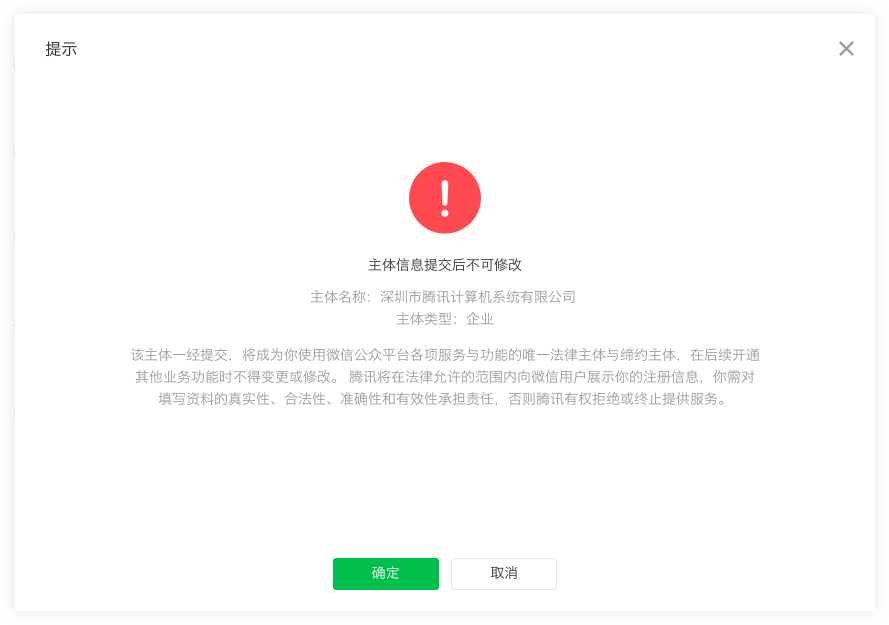 提示
主体信息提交后不可修改
主体名称：深圳市腾讯计算机系统有限公司
主体类型：企业
该主体一经提交，将成为你使用微信公众平台各项服务与功能的唯一法律主体与缔约主体，在后续开通
其他业务功能时不得变更或修改。 腾讯将在法律允许的范围内向微信用户展示你的注册信息，你需对
填写资料的真实性、合法性、准确性和有效性承担责任，否则腾讯有权拒绝或终止提供服务。
确定
取消